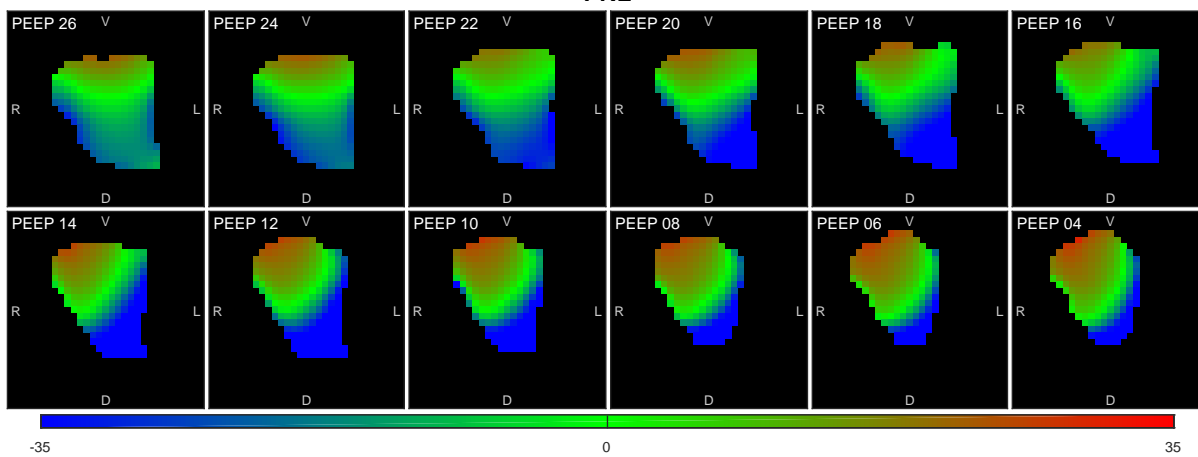 PEEP 26 V PEEP 24 V PEEP 22 V PEEP 20 V PEEP 18 V PEEP 16 V
R L R L R L R L R L R L
D D D D D D
PEEP 14 V PEEP 12 V PEEP 10 V PEEP 08 V PEEP 06 V PEEP 04 V
R L R L R L R L R L R L
D D D D D D
-35 0 35